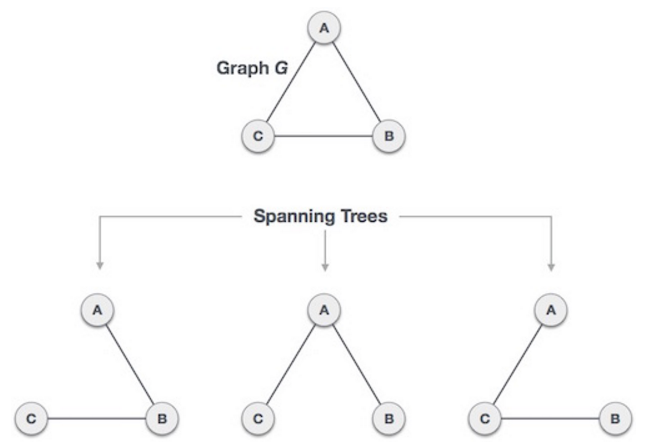 A
Graph G
C B
Spanning Trees
A A A
C B C B C B